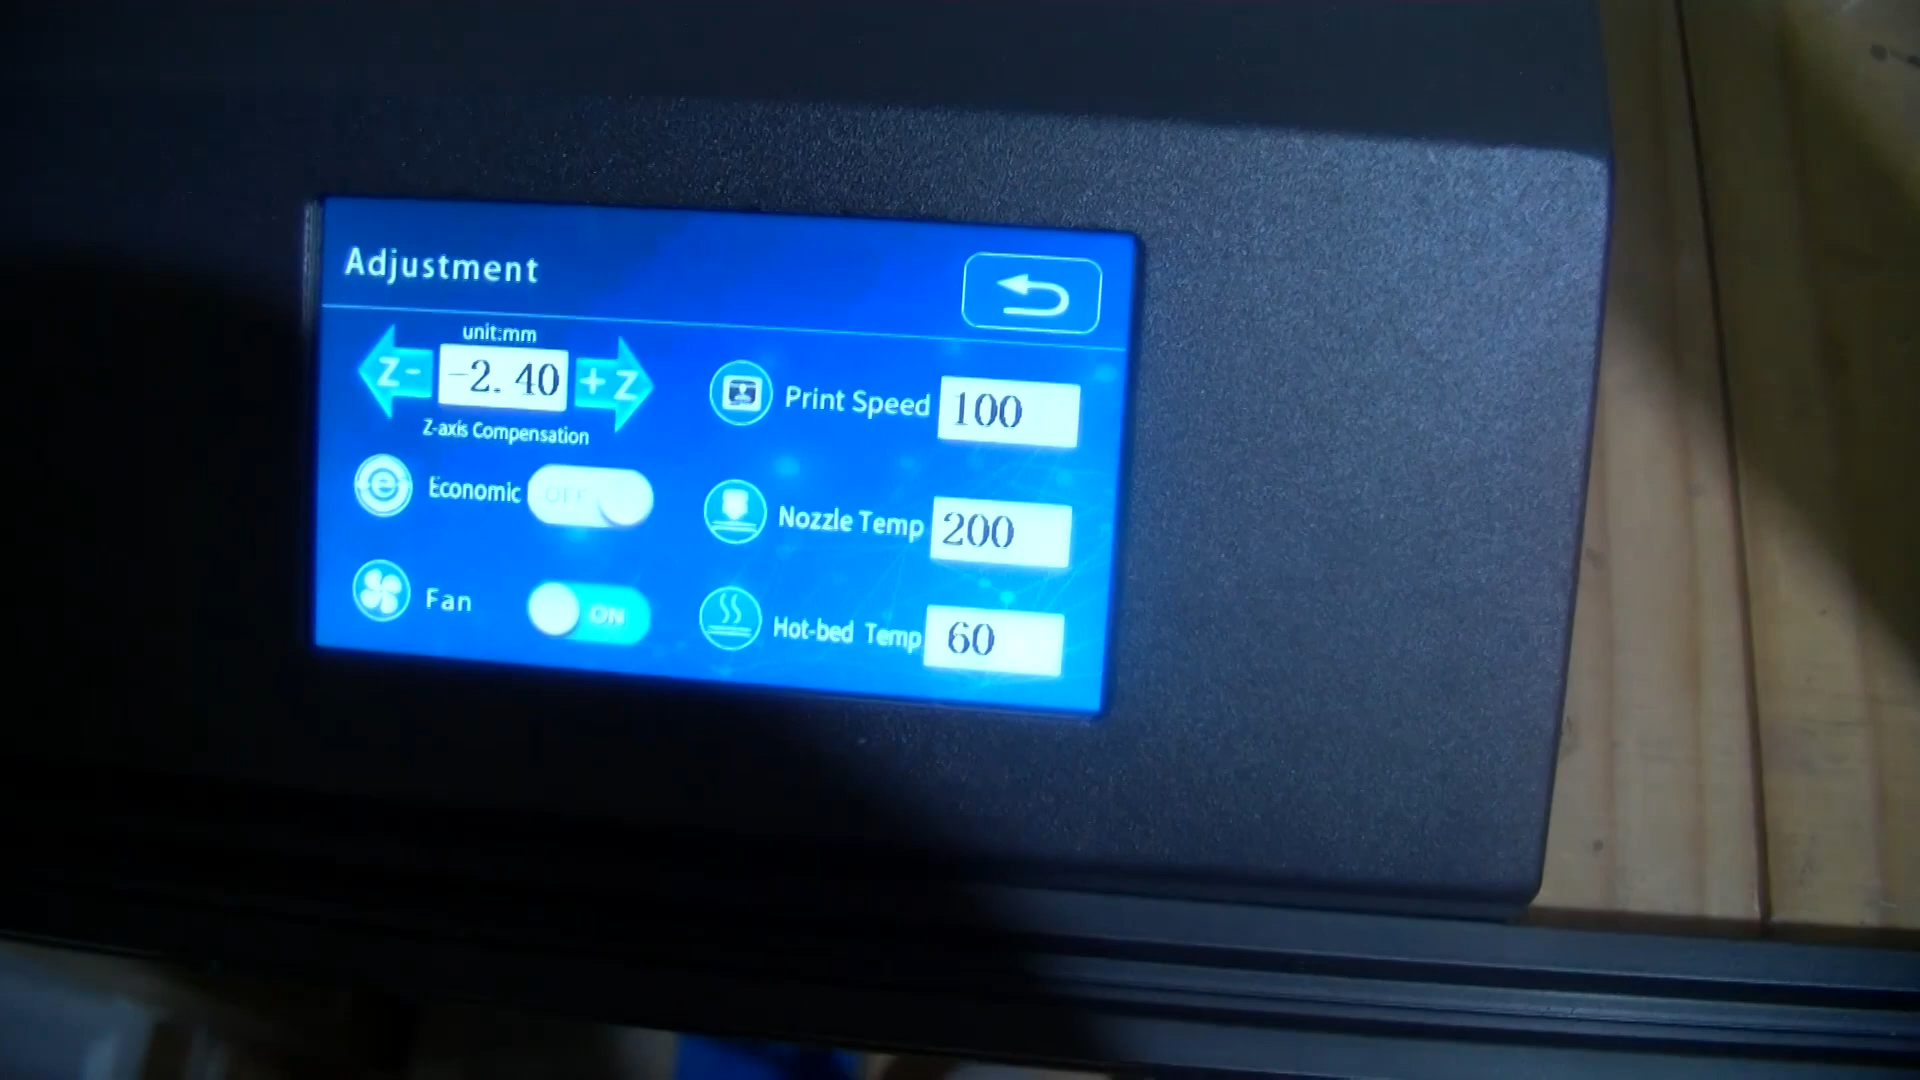 Adjustment
unit:mm
Z- -2.40 +Z
Z-axis Compensation
Economic OFF
Fan ON
Print Speed 100
Nozzle Temp 200
Hot-bed Temp 60